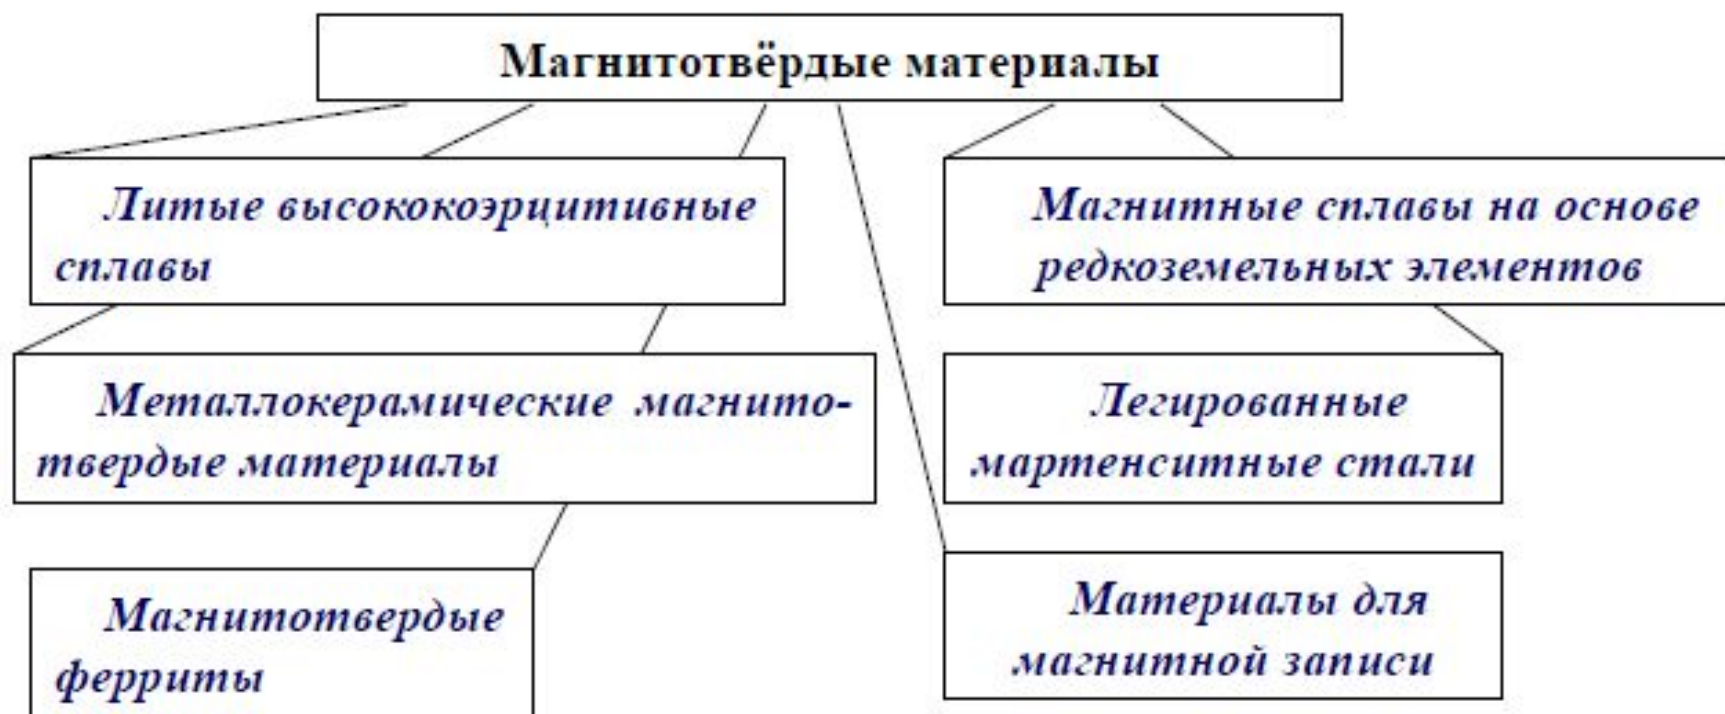 Магнитотвёрдые материалы
Литые высококоэрцитивные
сплавы
Магнитные сплавы на основе
редкоземельных элементов
Металлокерамические магнито-
твердые материалы
Легированные
мартенситные стали
Магнитотвердые
ферриты
Материалы для
магнитной записи